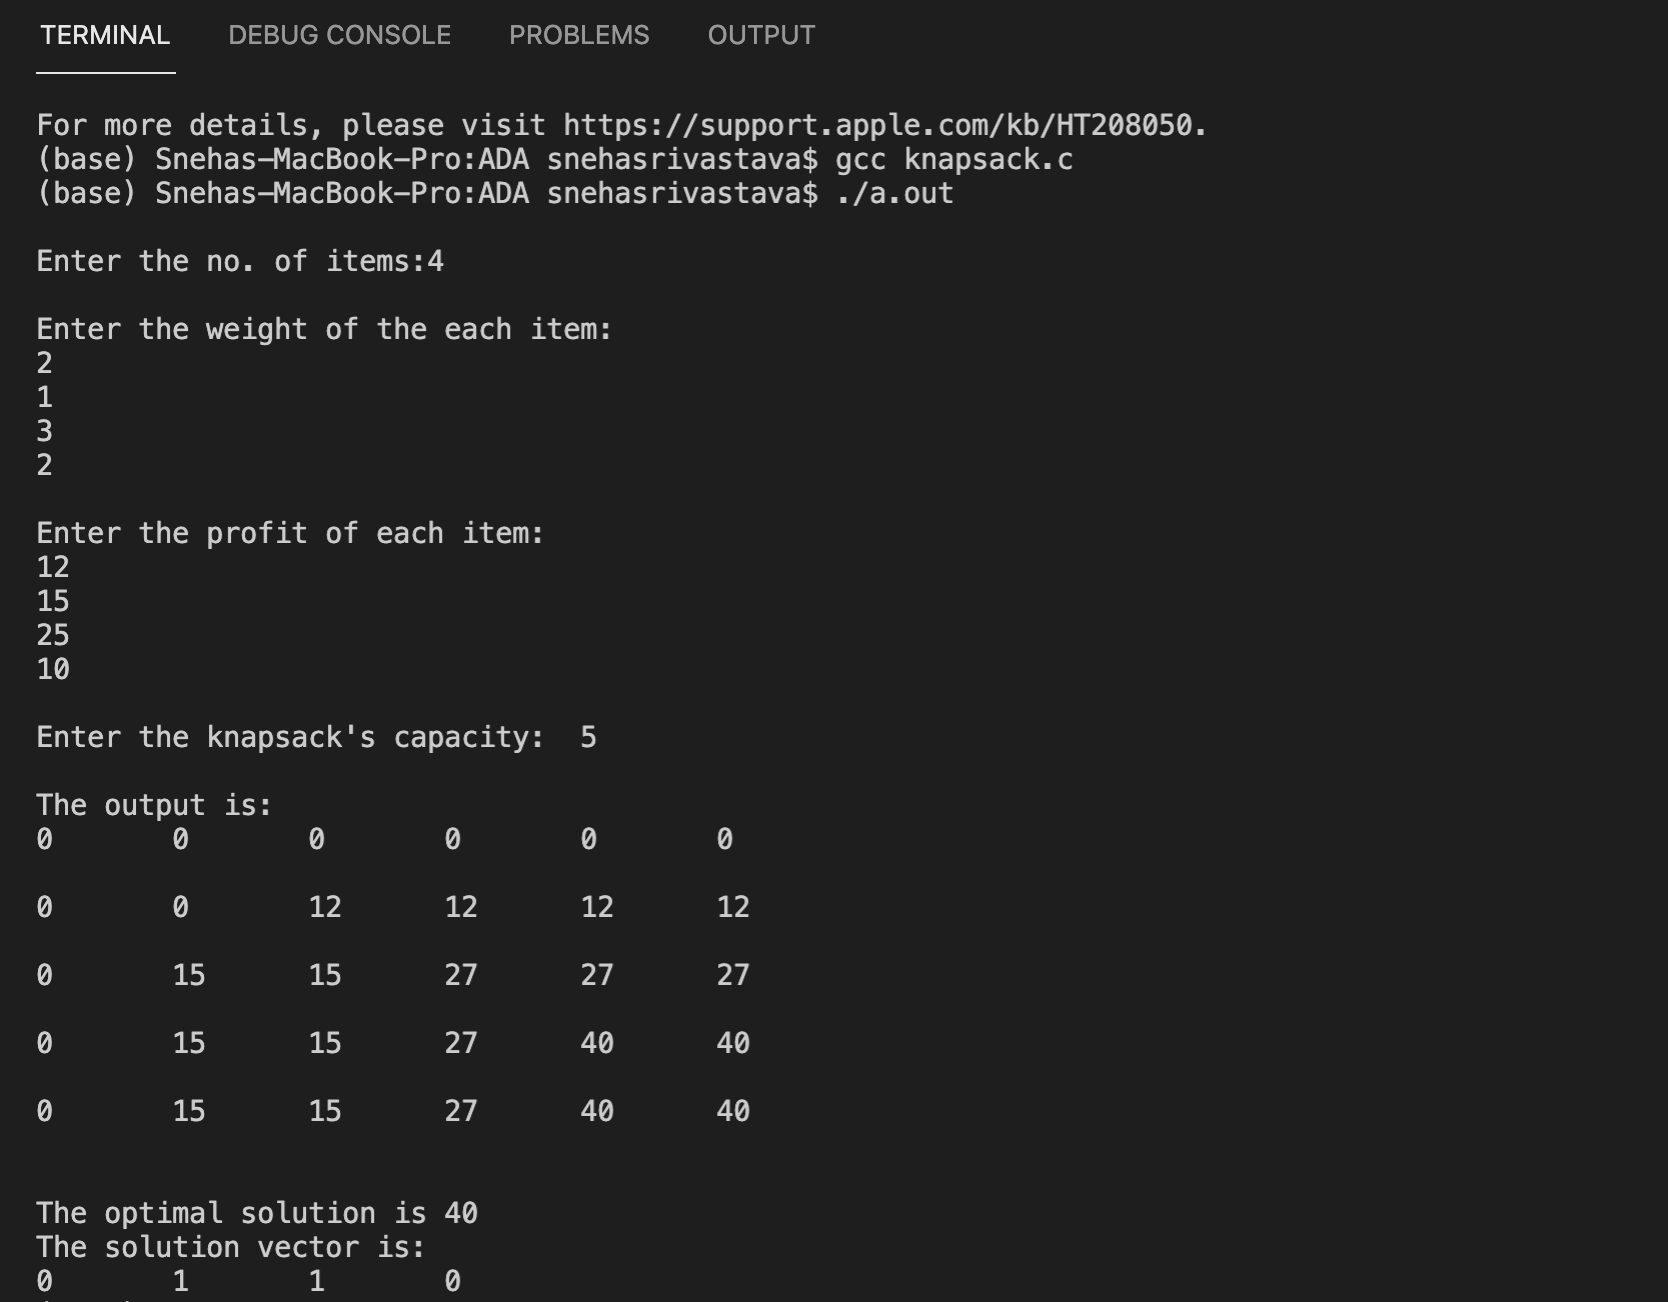 TERMINAL DEBUG CONSOLE PROBLEMS OUTPUT
For more details, please visit https://support.apple.com/kb/HT208050.
(base) Snehas-MacBook-Pro:ADA snehasrivastava$ gcc knapsack.c
(base) Snehas-MacBook-Pro:ADA snehasrivastava$ ./a.out
Enter the no. of items:4
Enter the weight of the each item:
2
1
3
2
Enter the profit of each item:
12
15
25
10
Enter the knapsack's capacity:  5
The output is:
0 0 0 0 0 0
0 0 12 12 12 12
0 15 15 27 27 27
0 15 15 27 40 40
0 15 15 27 40 40
The optimal solution is 40
The solution vector is:
0 1 1 0